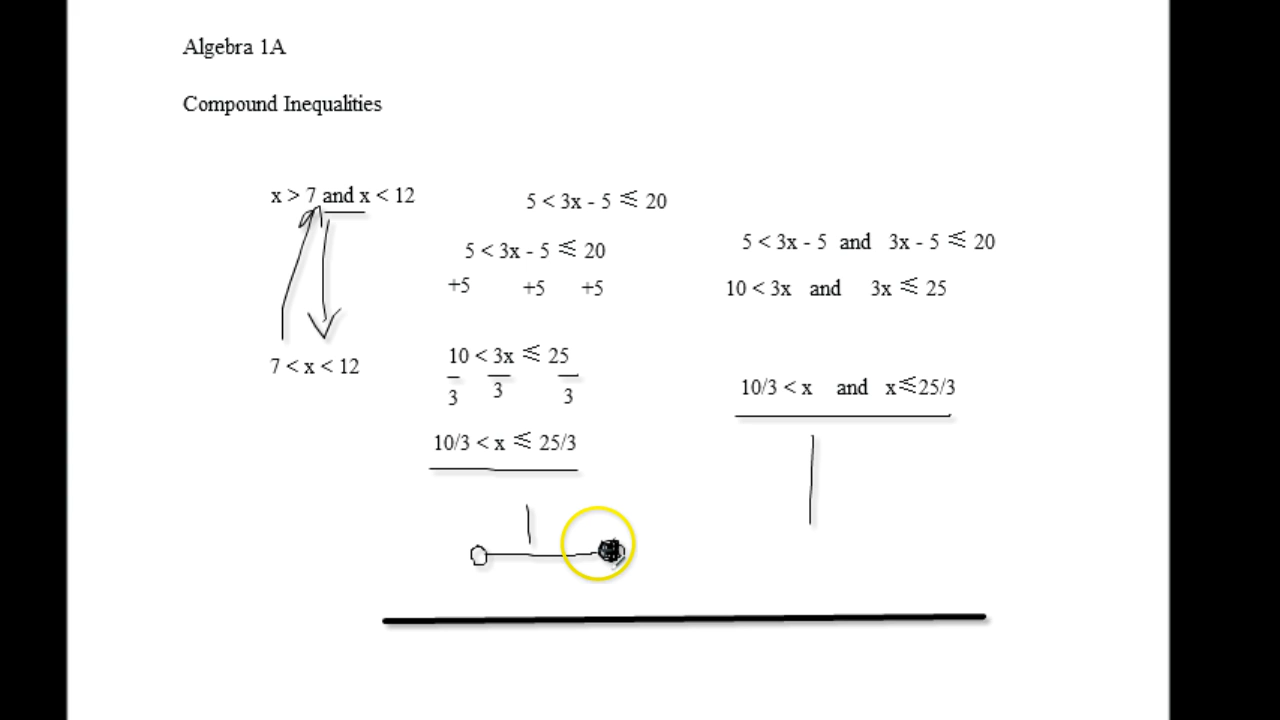 Algebra 1A
Compound Inequalities
x > 7 and x < 12
7 < x < 12
5 < 3x - 5 ≤ 20
5 < 3x - 5 ≤ 20
+5 +5 +5
10 < 3x ≤ 25
3 3 3
10/3 < x ≤ 25/3
5 < 3x - 5 and 3x - 5 ≤ 20
10 < 3x and 3x ≤ 25
10/3 < x and x ≤ 25/3